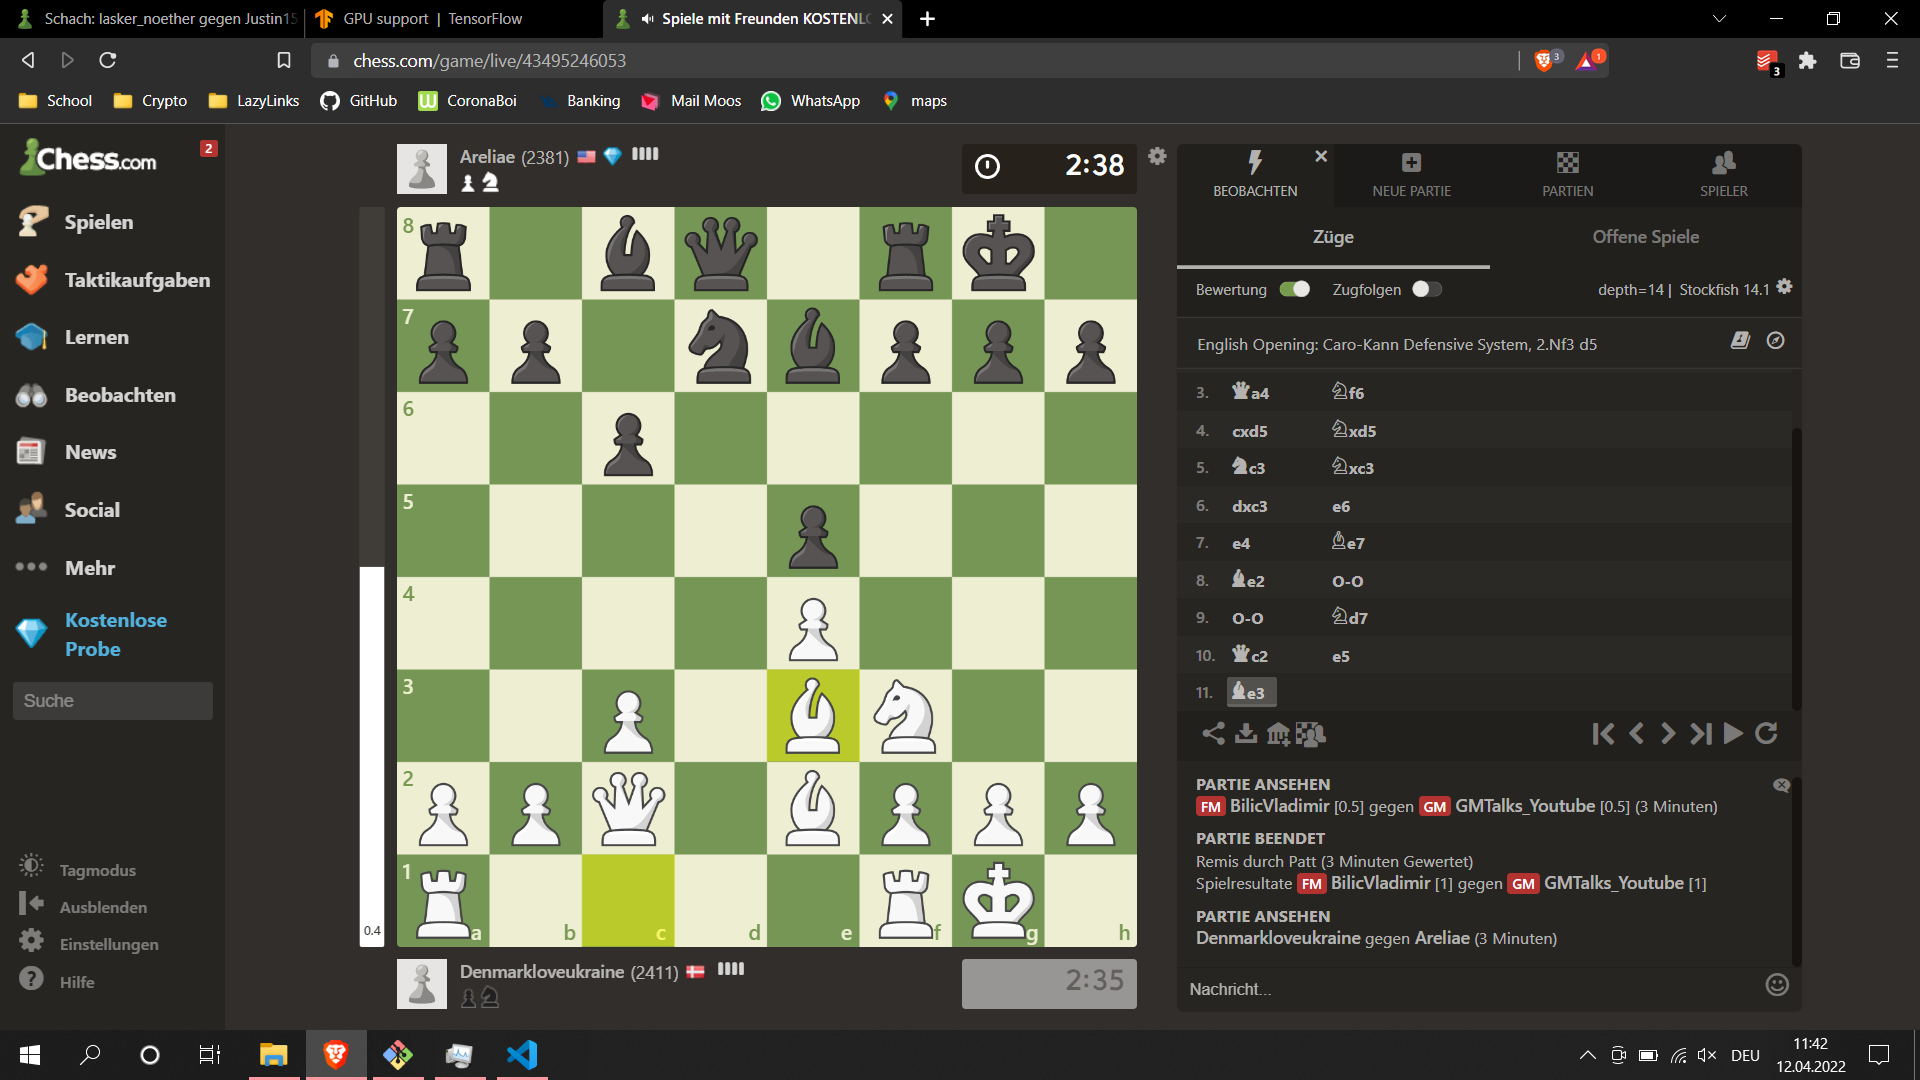 Schach: lasker_noether gegen Justin15
GPU support | TensorFlow
Spiele mit Freunden KOSTENLO
chess.com/game/live/43495246053
3
1
3
School
Crypto
LazyLinks
GitHub
CoronaBoi
Banking
Mail Moos
WhatsApp
maps
Chess.com
2
Spielen
Taktikaufgaben
Lernen
Beobachten
News
Social
Mehr
Kostenlose
Probe
Suche
Tagmodus
Ausblenden
Einstellungen
Hilfe
Areliae (2381)
2:38
8
7
6
5
4
3
2
1
a b c d e f g h
0.4
Denmarkloveukraine (2411)
2:35
BEOBACHTEN
NEUE PARTIE
PARTIEN
SPIELER
Züge
Offene Spiele
Bewertung
Zugfolgen
depth=14 | Stockfish 14.1
English Opening: Caro-Kann Defensive System, 2.Nf3 d5
3. a4 f6
4. cxd5 xd5
5. c3 xc3
6. dxc3 e6
7. e4 e7
8. e2 O-O
9. O-O d7
10. c2 e5
11. e3
PARTIE ANSEHEN
FM BilicVladimir [0.5] gegen GM GMTalks_Youtube [0.5] (3 Minuten)
PARTIE BEENDET
Remis durch Patt (3 Minuten Gewertet)
Spielresultate FM BilicVladimir [1] gegen GM GMTalks_Youtube [1]
PARTIE ANSEHEN
Denmarkloveukraine gegen Areliae (3 Minuten)
Nachricht...
DEU
11:42
12.04.2022